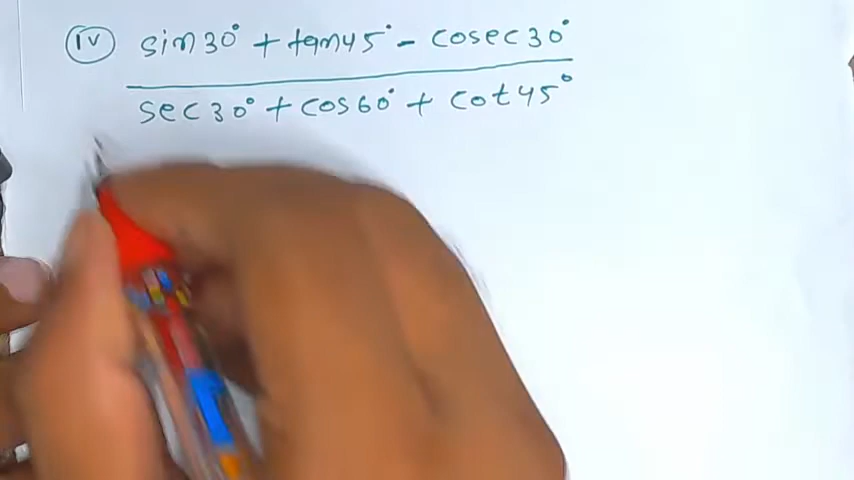 iv sin30° + tan45° - cosec30°
sec30° + cos60° + cot45°